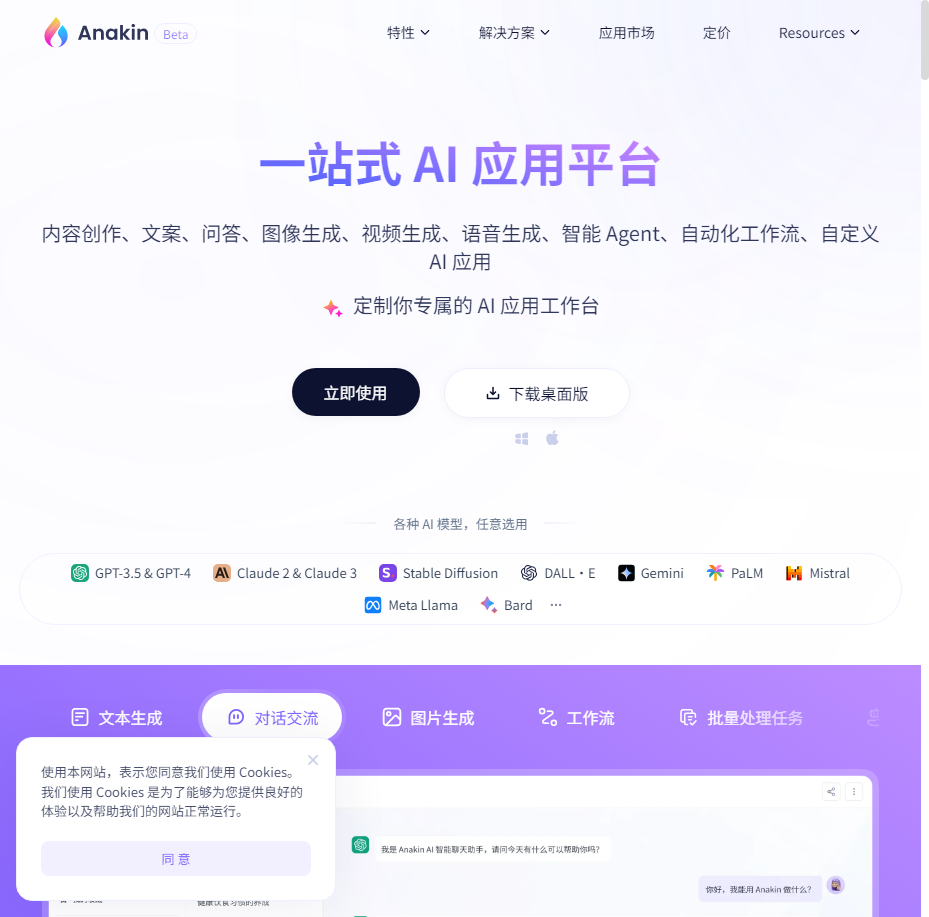 Anakin Beta
特性 解决方案 应用市场 定价 Resources
一站式 AI 应用平台
内容创作、文案、问答、图像生成、视频生成、语音生成、智能 Agent、自动化工作流、自定义
AI 应用
定制你专属的 AI 应用工作台
立即使用 下载桌面版
各种 AI 模型，任意选用
GPT-3.5 & GPT-4 Claude 2 & Claude 3 Stable Diffusion DALL·E Gemini PaLM Mistral
Meta Llama Bard ···
文本生成 对话交流 图片生成 工作流 批量处理任务
使用本网站，表示您同意我们使用 Cookies。
我们使用 Cookies 是为了能够为您提供良好的
体验以及帮助我们的网站正常运行。
同 意
我是 Anakin AI 智能聊天助手，请问今天有什么可以帮助你吗？
你好，我能用 Anakin 做什么？
健康饮食习惯的养成